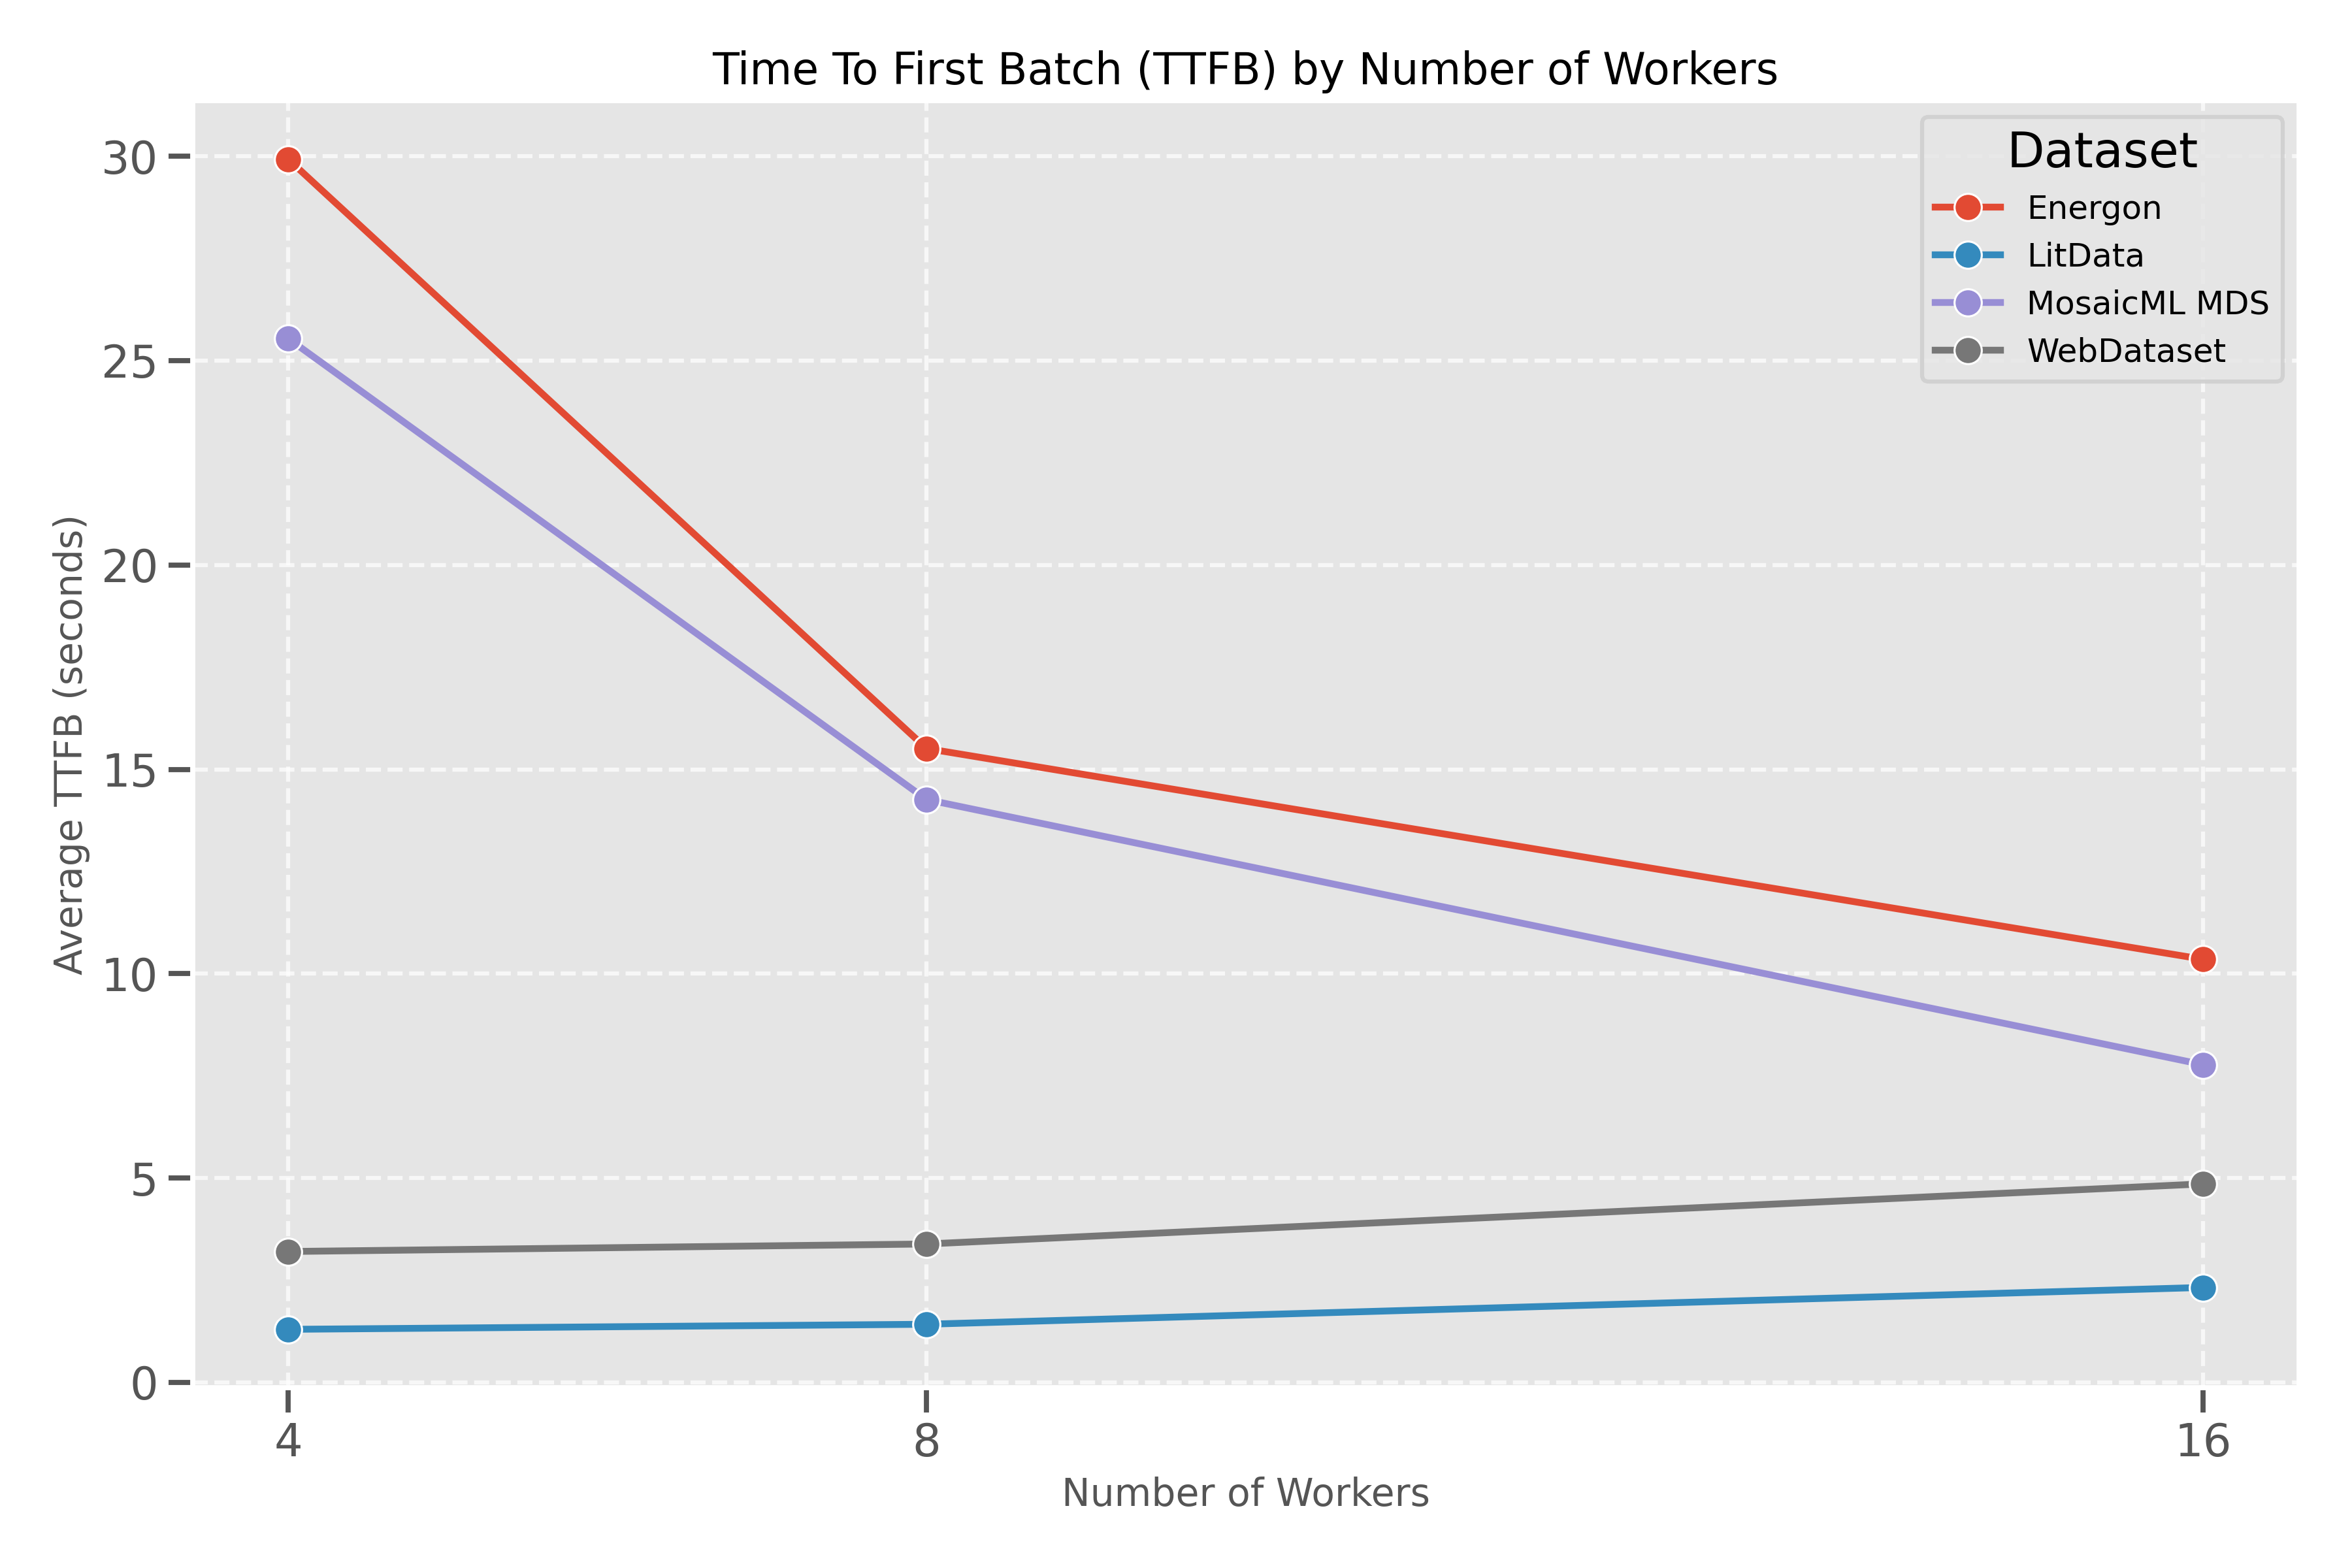 Time To First Batch (TTFB) by Number of Workers
Dataset
Energon
LitData
MosaicML MDS
WebDataset
Average TTFB (seconds)
30
25
20
15
10
5
0
4 8 16
Number of Workers